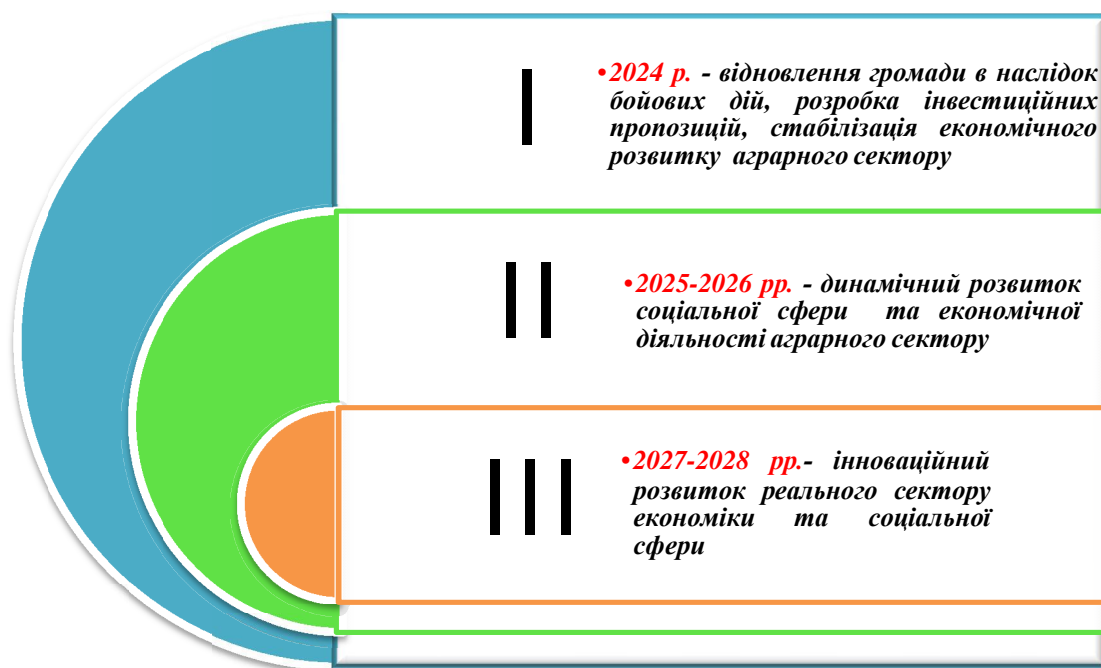 I
•2024 р. - відновлення громади в наслідок
бойових дій, розробка інвестиційних
пропозицій, стабілізація економічного
розвитку аграрного сектору
II
•2025-2026 рр. - динамічний розвиток
соціальної сфери та економічної
діяльності аграрного сектору
III
•2027-2028 рр.- інноваційний
розвиток реального сектору
економіки та соціальної
сфери